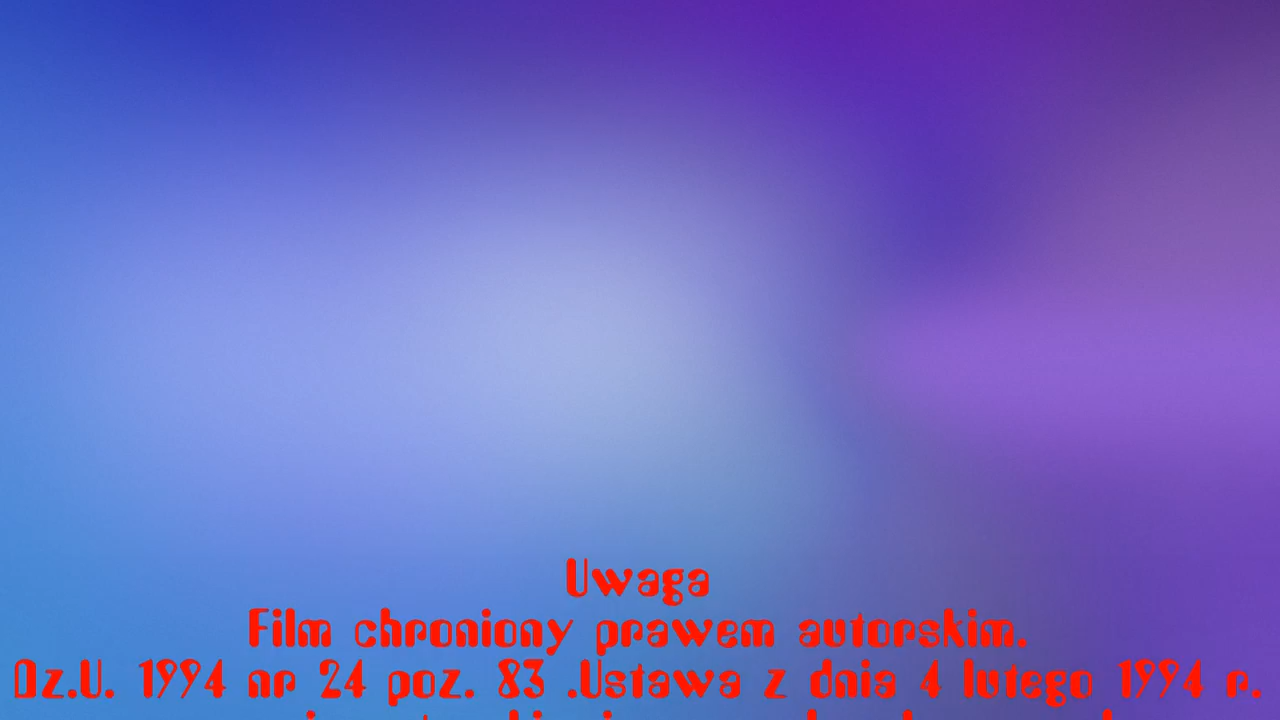 Uwaga
Film chroniony prawem autorskim.
Dz.U. 1994 nr 24 poz. 83 .Ustawa z dnia 4 lutego 1994 r.